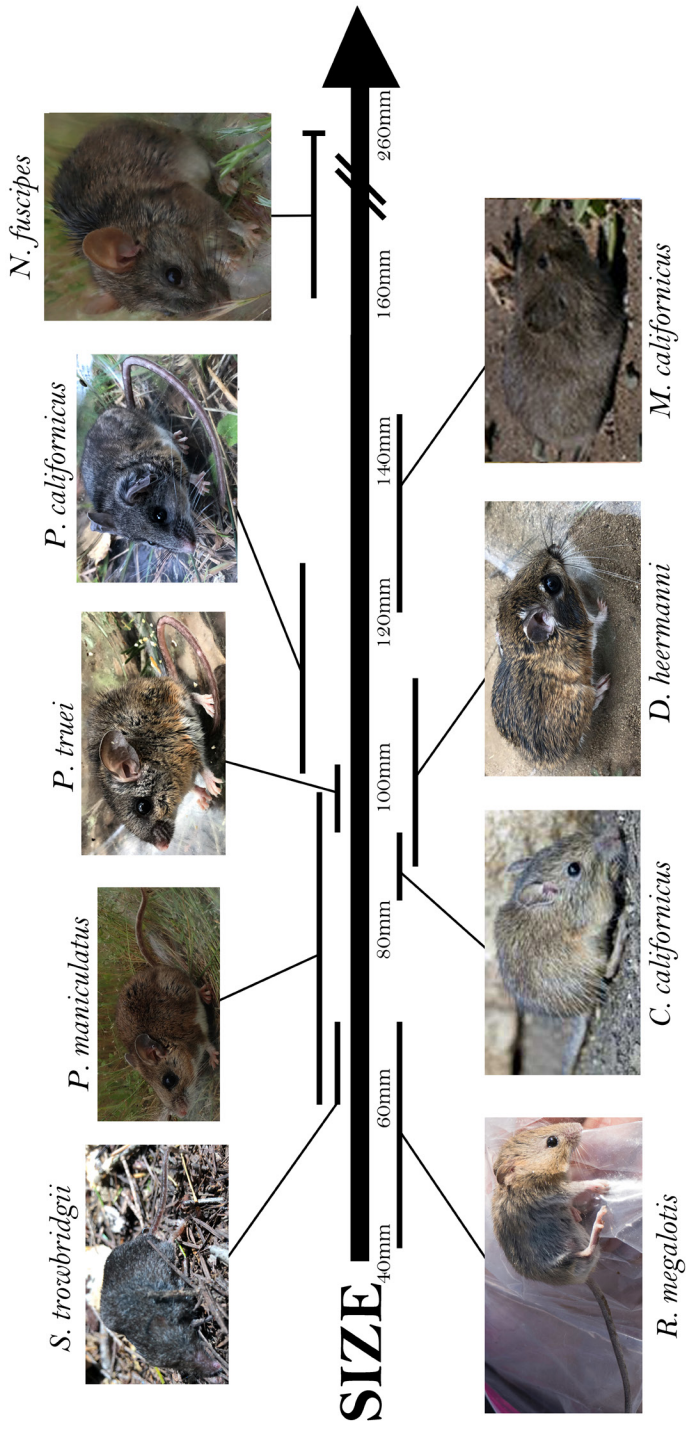 S. trowbridgii
P. maniculatus
P. truei
P. californicus
N. fuscipes
SIZE
40mm
60mm
80mm
100mm
120mm
140mm
160mm
260mm
R. megalotis
C. californicus
D. heermanni
M. californicus